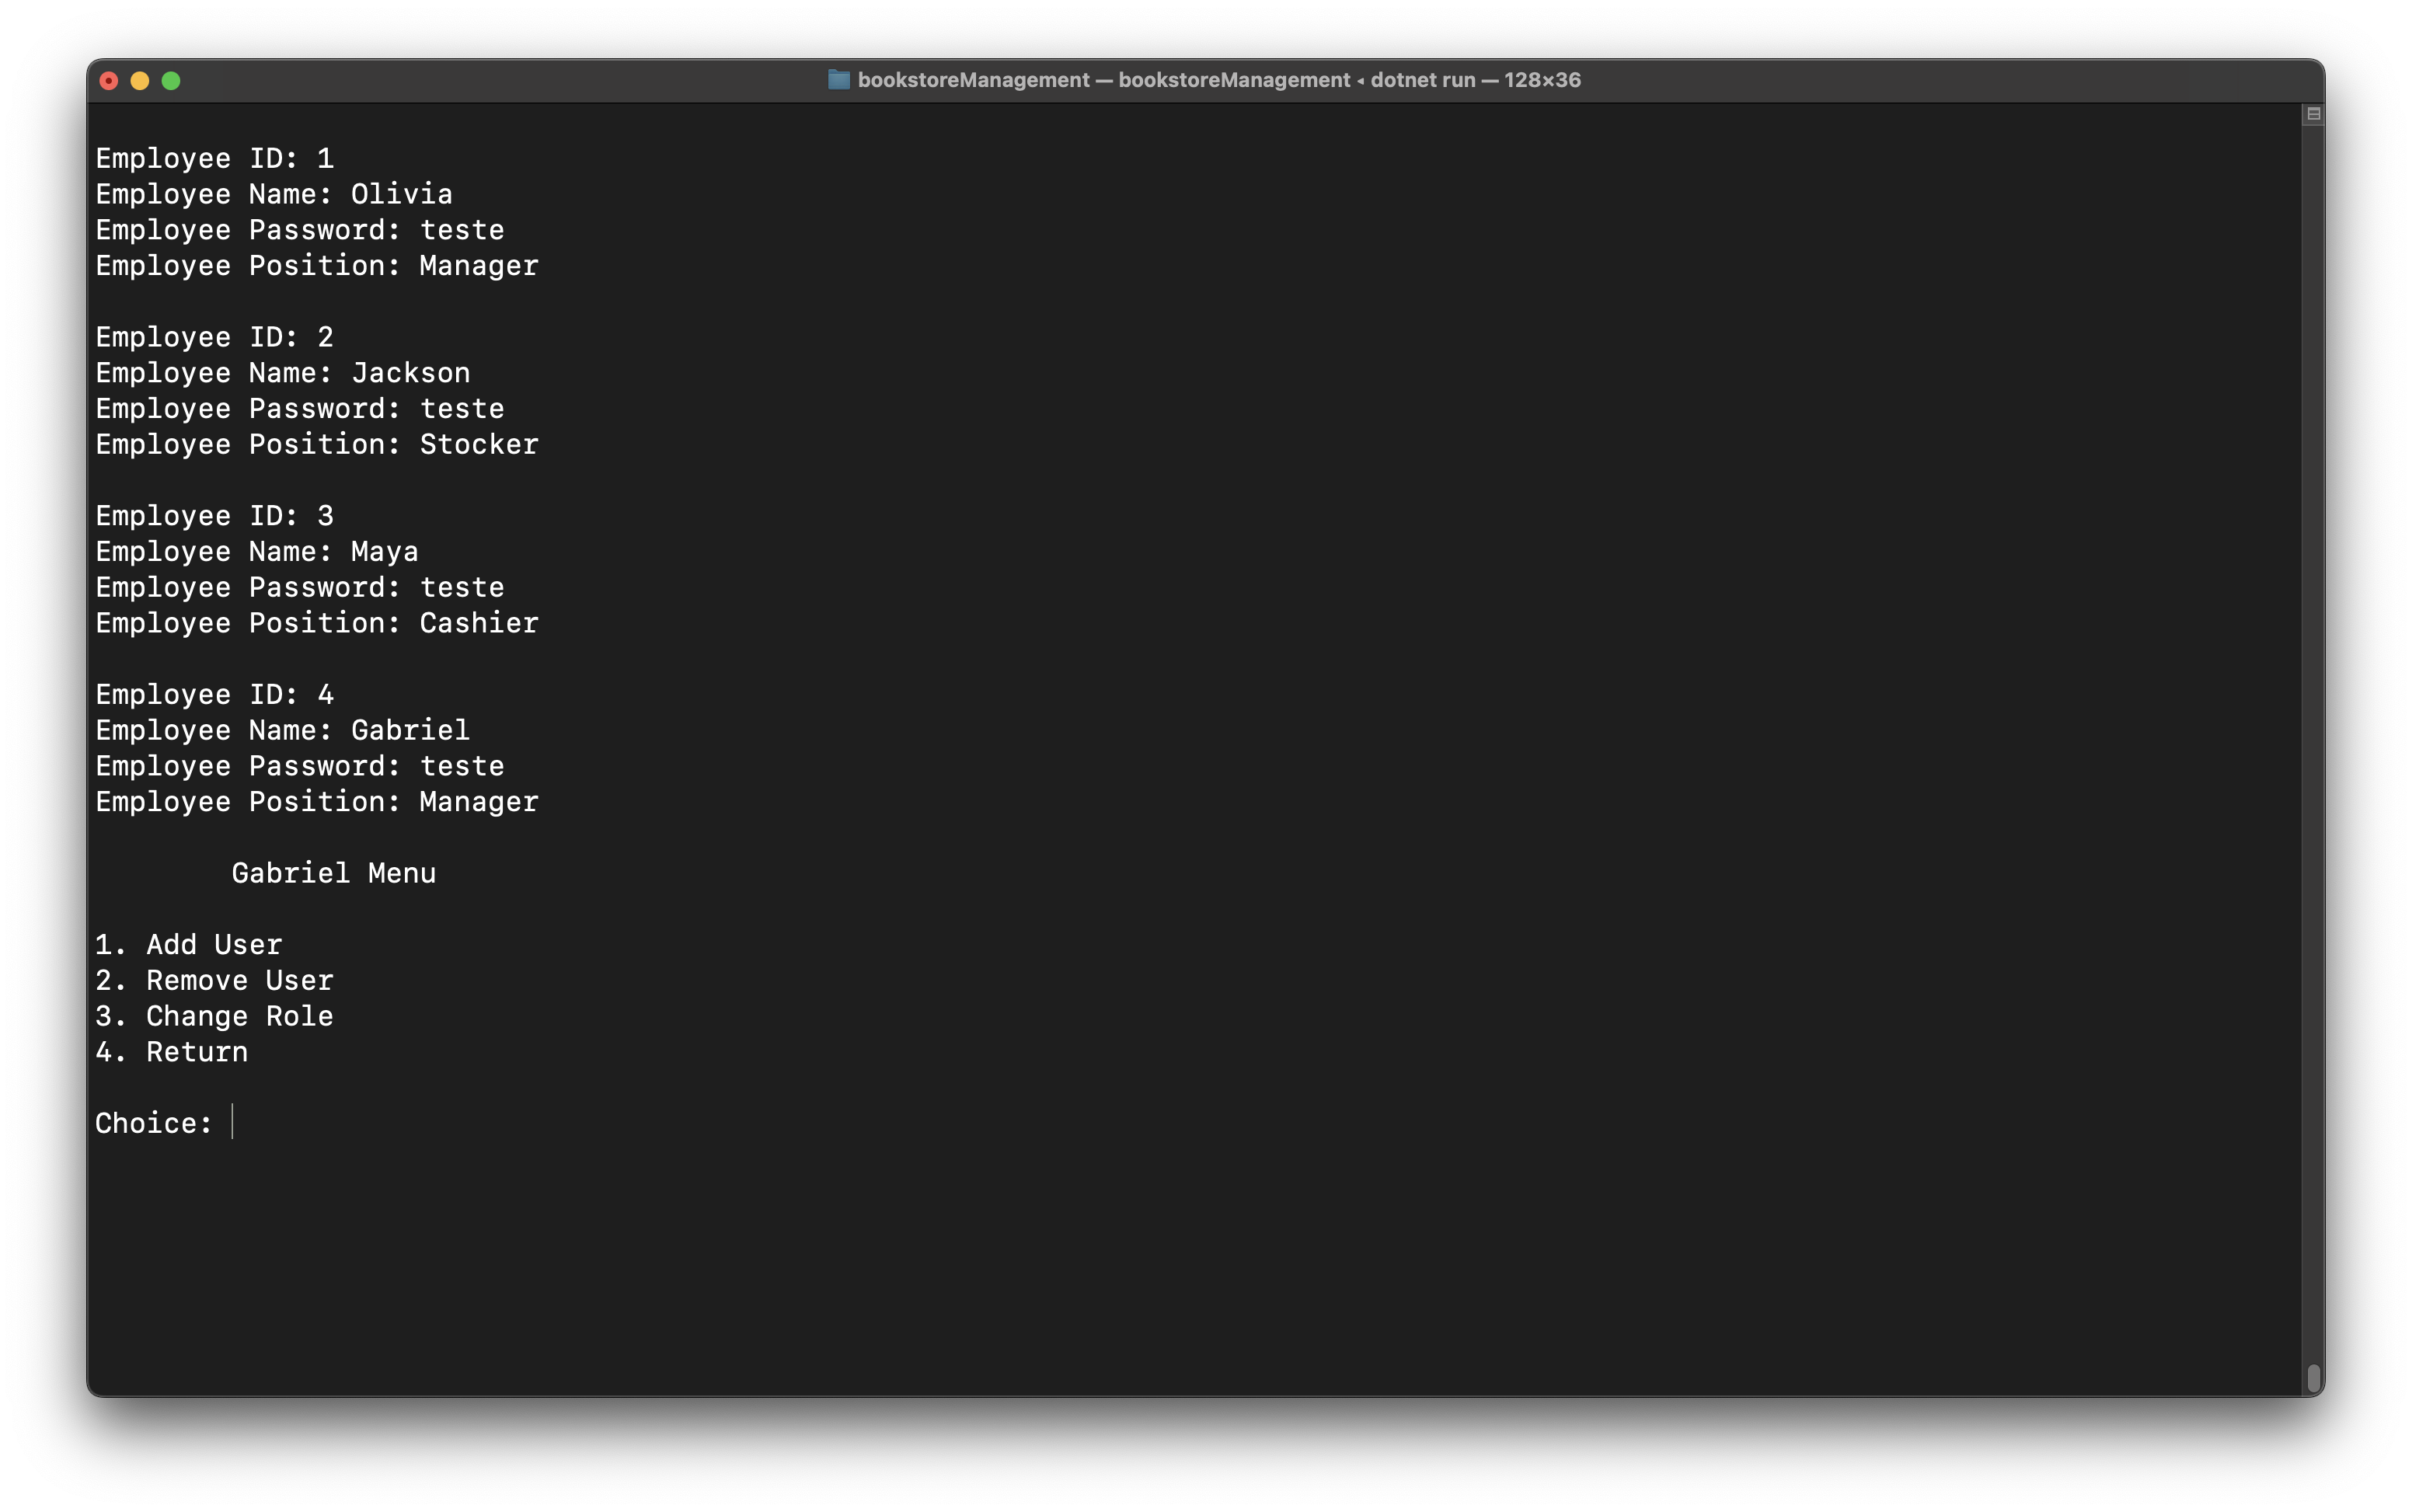 bookstoreManagement — bookstoreManagement ◂ dotnet run — 128×36
Employee ID: 1
Employee Name: Olivia
Employee Password: teste
Employee Position: Manager
Employee ID: 2
Employee Name: Jackson
Employee Password: teste
Employee Position: Stocker
Employee ID: 3
Employee Name: Maya
Employee Password: teste
Employee Position: Cashier
Employee ID: 4
Employee Name: Gabriel
Employee Password: teste
Employee Position: Manager
Gabriel Menu
1. Add User
2. Remove User
3. Change Role
4. Return
Choice: